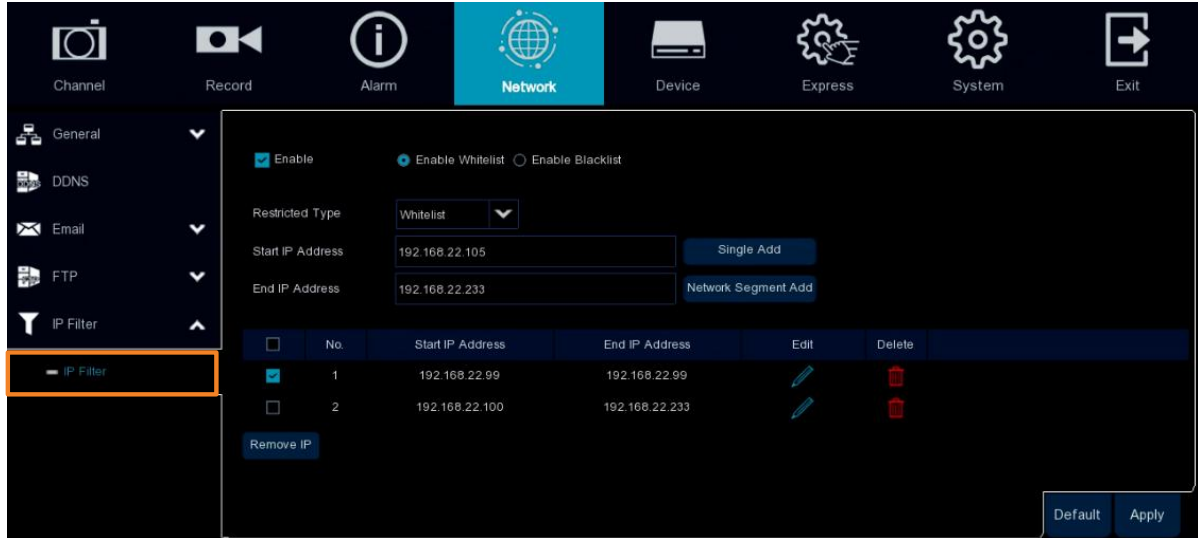 Channel Record Alarm Network Device Express System Exit
General
DDNS
Email
FTP
IP Filter
IP Filter
Enable Enable Whitelist Enable Blacklist
Restricted Type Whitelist
Start IP Address 192.168.22.105 Single Add
End IP Address 192.168.22.233 Network Segment Add
No. Start IP Address End IP Address Edit Delete
1 192.168.22.99 192.168.22.99
2 192.168.22.100 192.168.22.233
Remove IP
Default Apply